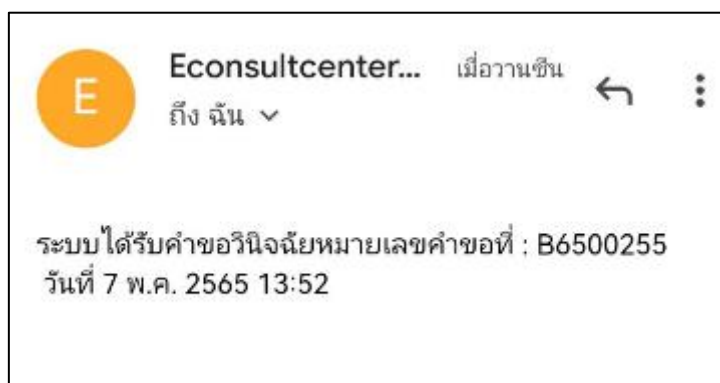 E
Econsultcenter... เมื่อวานซืน
ถึง ฉัน
ระบบได้รับคำขอวินิจฉัยหมายเลขคำขอที่ : B6500255
วันที่ 7 พ.ค. 2565 13:52